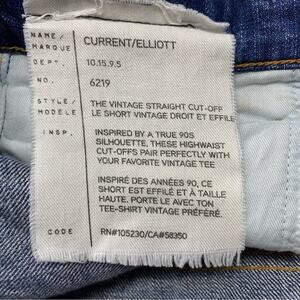 NAME/ CURRENT/ELLIOTT
MARQUE
DEPT. 10.15.9.5
NO. 6219
STYLE/ THE VINTAGE STRAIGHT CUT-OFF
MODÈLE LE SHORT VINTAGE DROIT ET EFFILÉ
INSP. INSPIRED BY A TRUE 90S
SILHOUETTE, THESE HIGHWAIST
CUT-OFFS PAIR PERFECTLY WITH
YOUR FAVORITE VINTAGE TEE
INSPIRÉ DES ANNÉES 90, CE
SHORT EST EFFILÉ ET À TAILLE
HAUTE. PORTE LE AVEC TON
TEE-SHIRT VINTAGE PRÉFÉRÉ.
CODE RN#105230/CA#58350